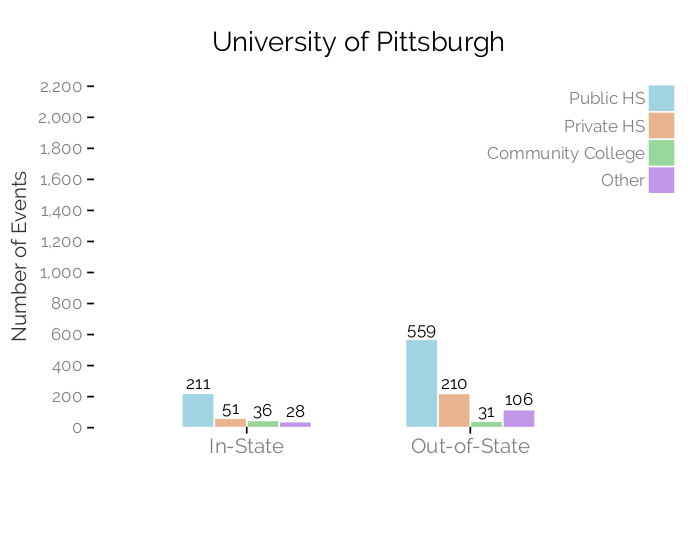 University of Pittsburgh
Number of Events
2,200
2,000
1,800
1,600
1,400
1,200
1,000
800
600
400
200
0
Public HS
Private HS
Community College
Other
211
51
36
28
559
210
31
106
In-State
Out-of-State